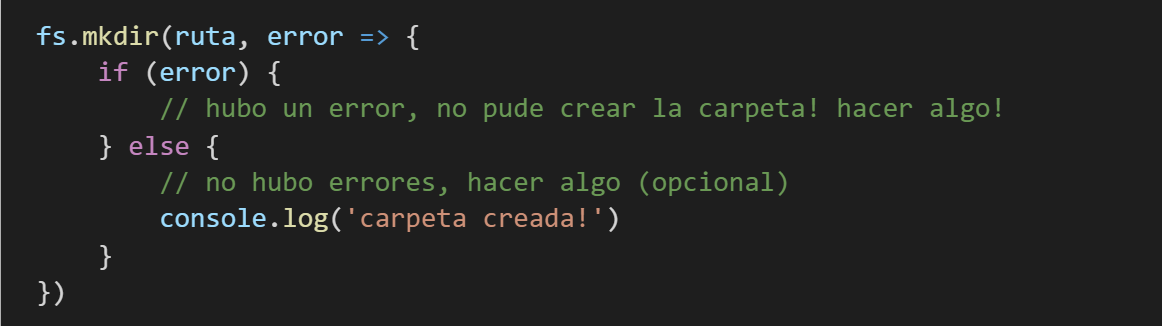 fs.mkdir(ruta, error => {
    if (error) {
        // hubo un error, no pude crear la carpeta! hacer algo!
    } else {
        // no hubo errores, hacer algo (opcional)
        console.log('carpeta creada!')
    }
})